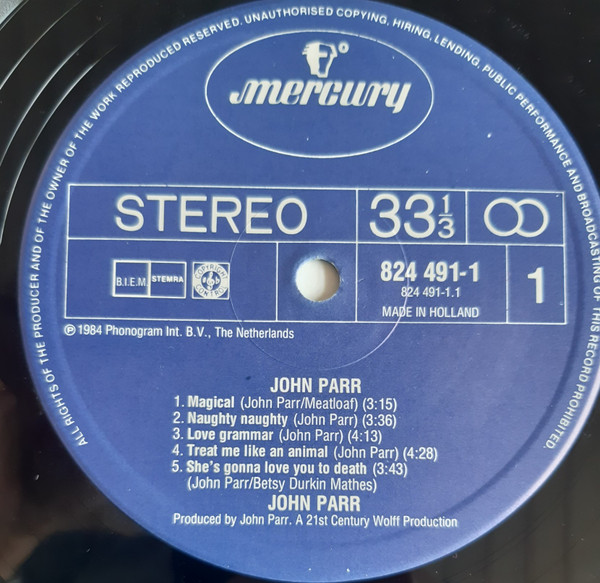 ALL RIGHTS OF THE PRODUCER AND OF THE OWNER OF THE WORK REPRODUCED RESERVED. UNAUTHORISED COPYING, HIRING, LENDING, PUBLIC PERFORMANCE AND BROADCASTING OF THIS RECORD PROHIBITED.
mercury
STEREO
33 1/3
B.I.E.M.
STEMRA
COPYRIGHT CONTROL
824 491-1
824 491-1.1
MADE IN HOLLAND
1
℗ 1984 Phonogram Int. B.V., The Netherlands
JOHN PARR
1. Magical (John Parr/Meatloaf) (3:15)
2. Naughty naughty (John Parr) (3:36)
3. Love grammar (John Parr) (4:13)
4. Treat me like an animal (John Parr) (4:28)
5. She's gonna love you to death (3:43)
(John Parr/Betsy Durkin Mathes)
JOHN PARR
Produced by John Parr. A 21st Century Wolff Production